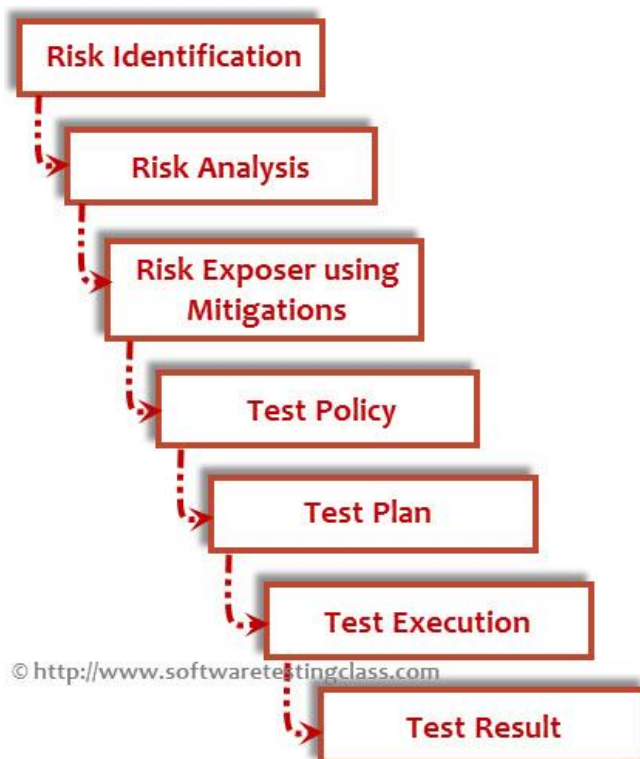 Risk Identification
Risk Analysis
Risk Exposer using
Mitigations
Test Policy
Test Plan
Test Execution
© http://www.softwaretestingclass.com
Test Result